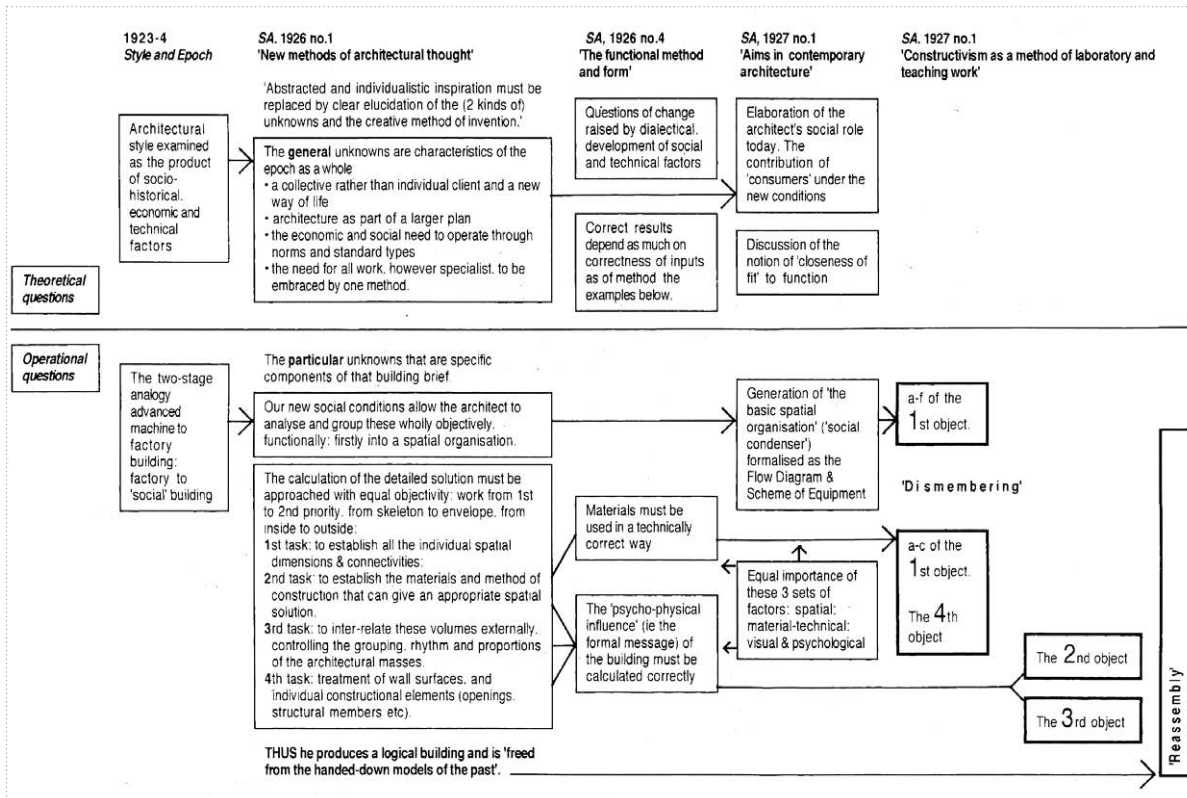 1923-4
Style and Epoch
SA. 1926 no.1
'New methods of architectural thought'
SA, 1926 no.4
'The functional method
and form'
SA, 1927 no.1
'Aims in contemporary
architecture'
SA. 1927 no.1
'Constructivism as a method of laboratory and
teaching work'
'Abstracted and individualistic inspiration must be
replaced by clear elucidation of the (2 kinds of)
unknowns and the creative method of invention.'
Architectural
style examined
as the product
of socio-
historical.
economic and
technical
factors
The general unknowns are characteristics of the
epoch as a whole
• a collective rather than individual client and a new
way of life
• architecture as part of a larger plan
• the economic and social need to operate through
norms and standard types
• the need for all work. however specialist. to be
embraced by one method.
Questions of change
raised by dialectical.
development of social
and technical factors
Correct results
depend as much on
correctness of inputs
as of method the
examples below.
Elaboration of the
architect's social role
today. The
contribution of
'consumers' under the
new conditions
Discussion of the
notion of 'closeness of
fit' to function
Theoretical
questions
Operational
questions
The two-stage
analogy
advanced
machine to
factory
building:
factory to
'social' building
The particular unknowns that are specific
components of that building brief.
Our new social conditions allow the architect to
analyse and group these wholly objectively.
functionally: firstly into a spatial organisation.
The calculation of the detailed solution must be
approached with equal objectivity: work from 1st
to 2nd priority. from skeleton to envelope. from
inside to outside:
1st task: to establish all the individual spatial
dimensions & connectivities:
2nd task: to establish the materials and method of
construction that can give an appropriate spatial
solution.
3rd task: to inter-relate these volumes externally.
controlling the grouping. rhythm and proportions
of the architectural masses.
4th task: treatment of wall surfaces. and
individual constructional elements (openings.
structural members etc).
THUS he produces a logical building and is 'freed
from the handed-down models of the past'.
Materials must be
used in a technically
correct way
The 'psycho-physical
influence' (ie the
formal message) of
the building must be
calculated correctly
Generation of 'the
basic spatial
organisation' ('social
condenser')
formalised as the
Flow Diagram &
Scheme of Equipment
Equal importance of
these 3 sets of
factors: spatial:
material-technical:
visual & psychological
a-f of the
1st object.
'Dismembering'
a-c of the
1st object.
The 4th
object
The 2nd object
The 3rd object
'Reassembly'